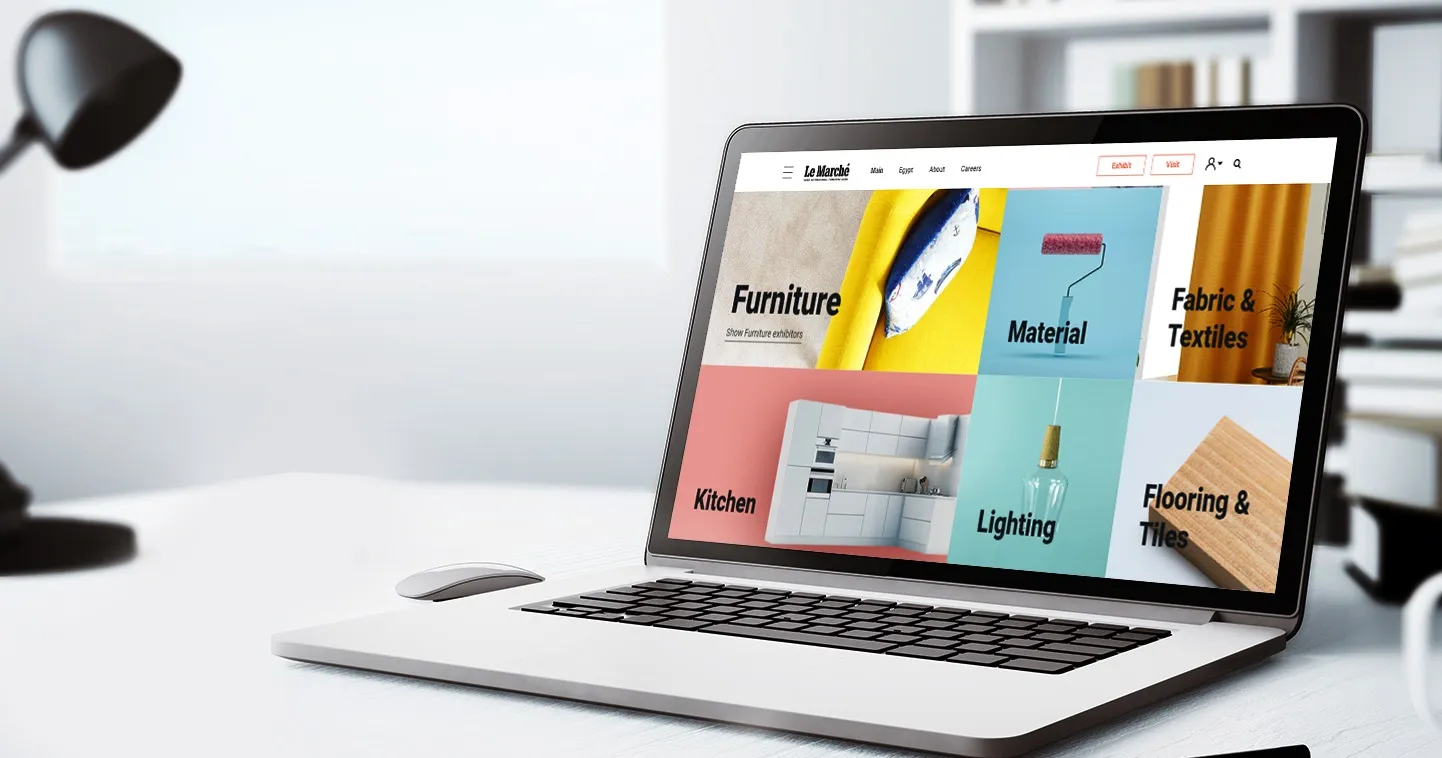 Le Marché
Main
Egypt
About
Careers
Exhibit
Visit
Furniture
Show Furniture exhibitors
Material
Fabric &
Textiles
Kitchen
Lighting
Flooring &
Tiles